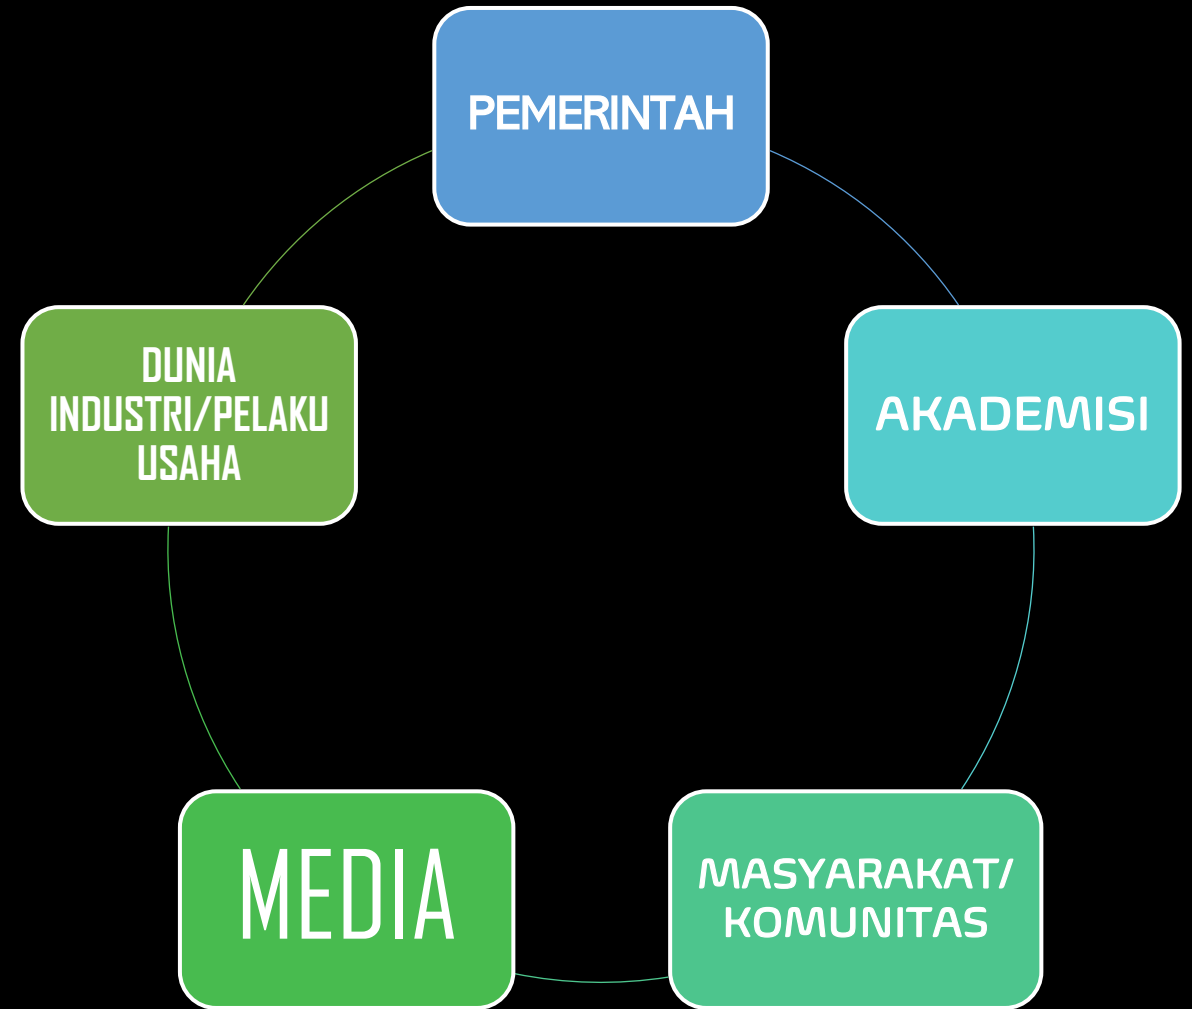 PEMERINTAH
DUNIA
INDUSTRI/PELAKU
USAHA
AKADEMISI
MEDIA
MASYARAKAT/
KOMUNITAS